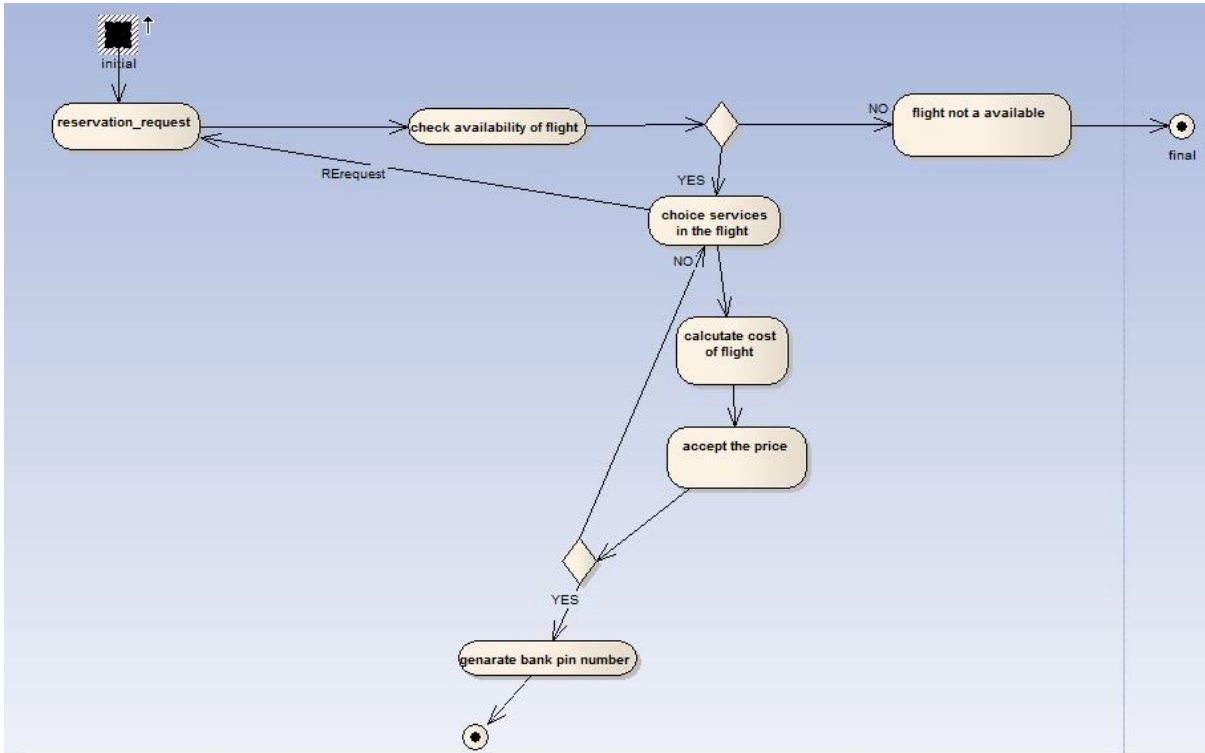 initial
reservation_request
check availability of flight
NO
flight not a available
final
RErequest
YES
choice services
in the flight
NO
calcutate cost
of flight
accept the price
YES
genarate bank pin number